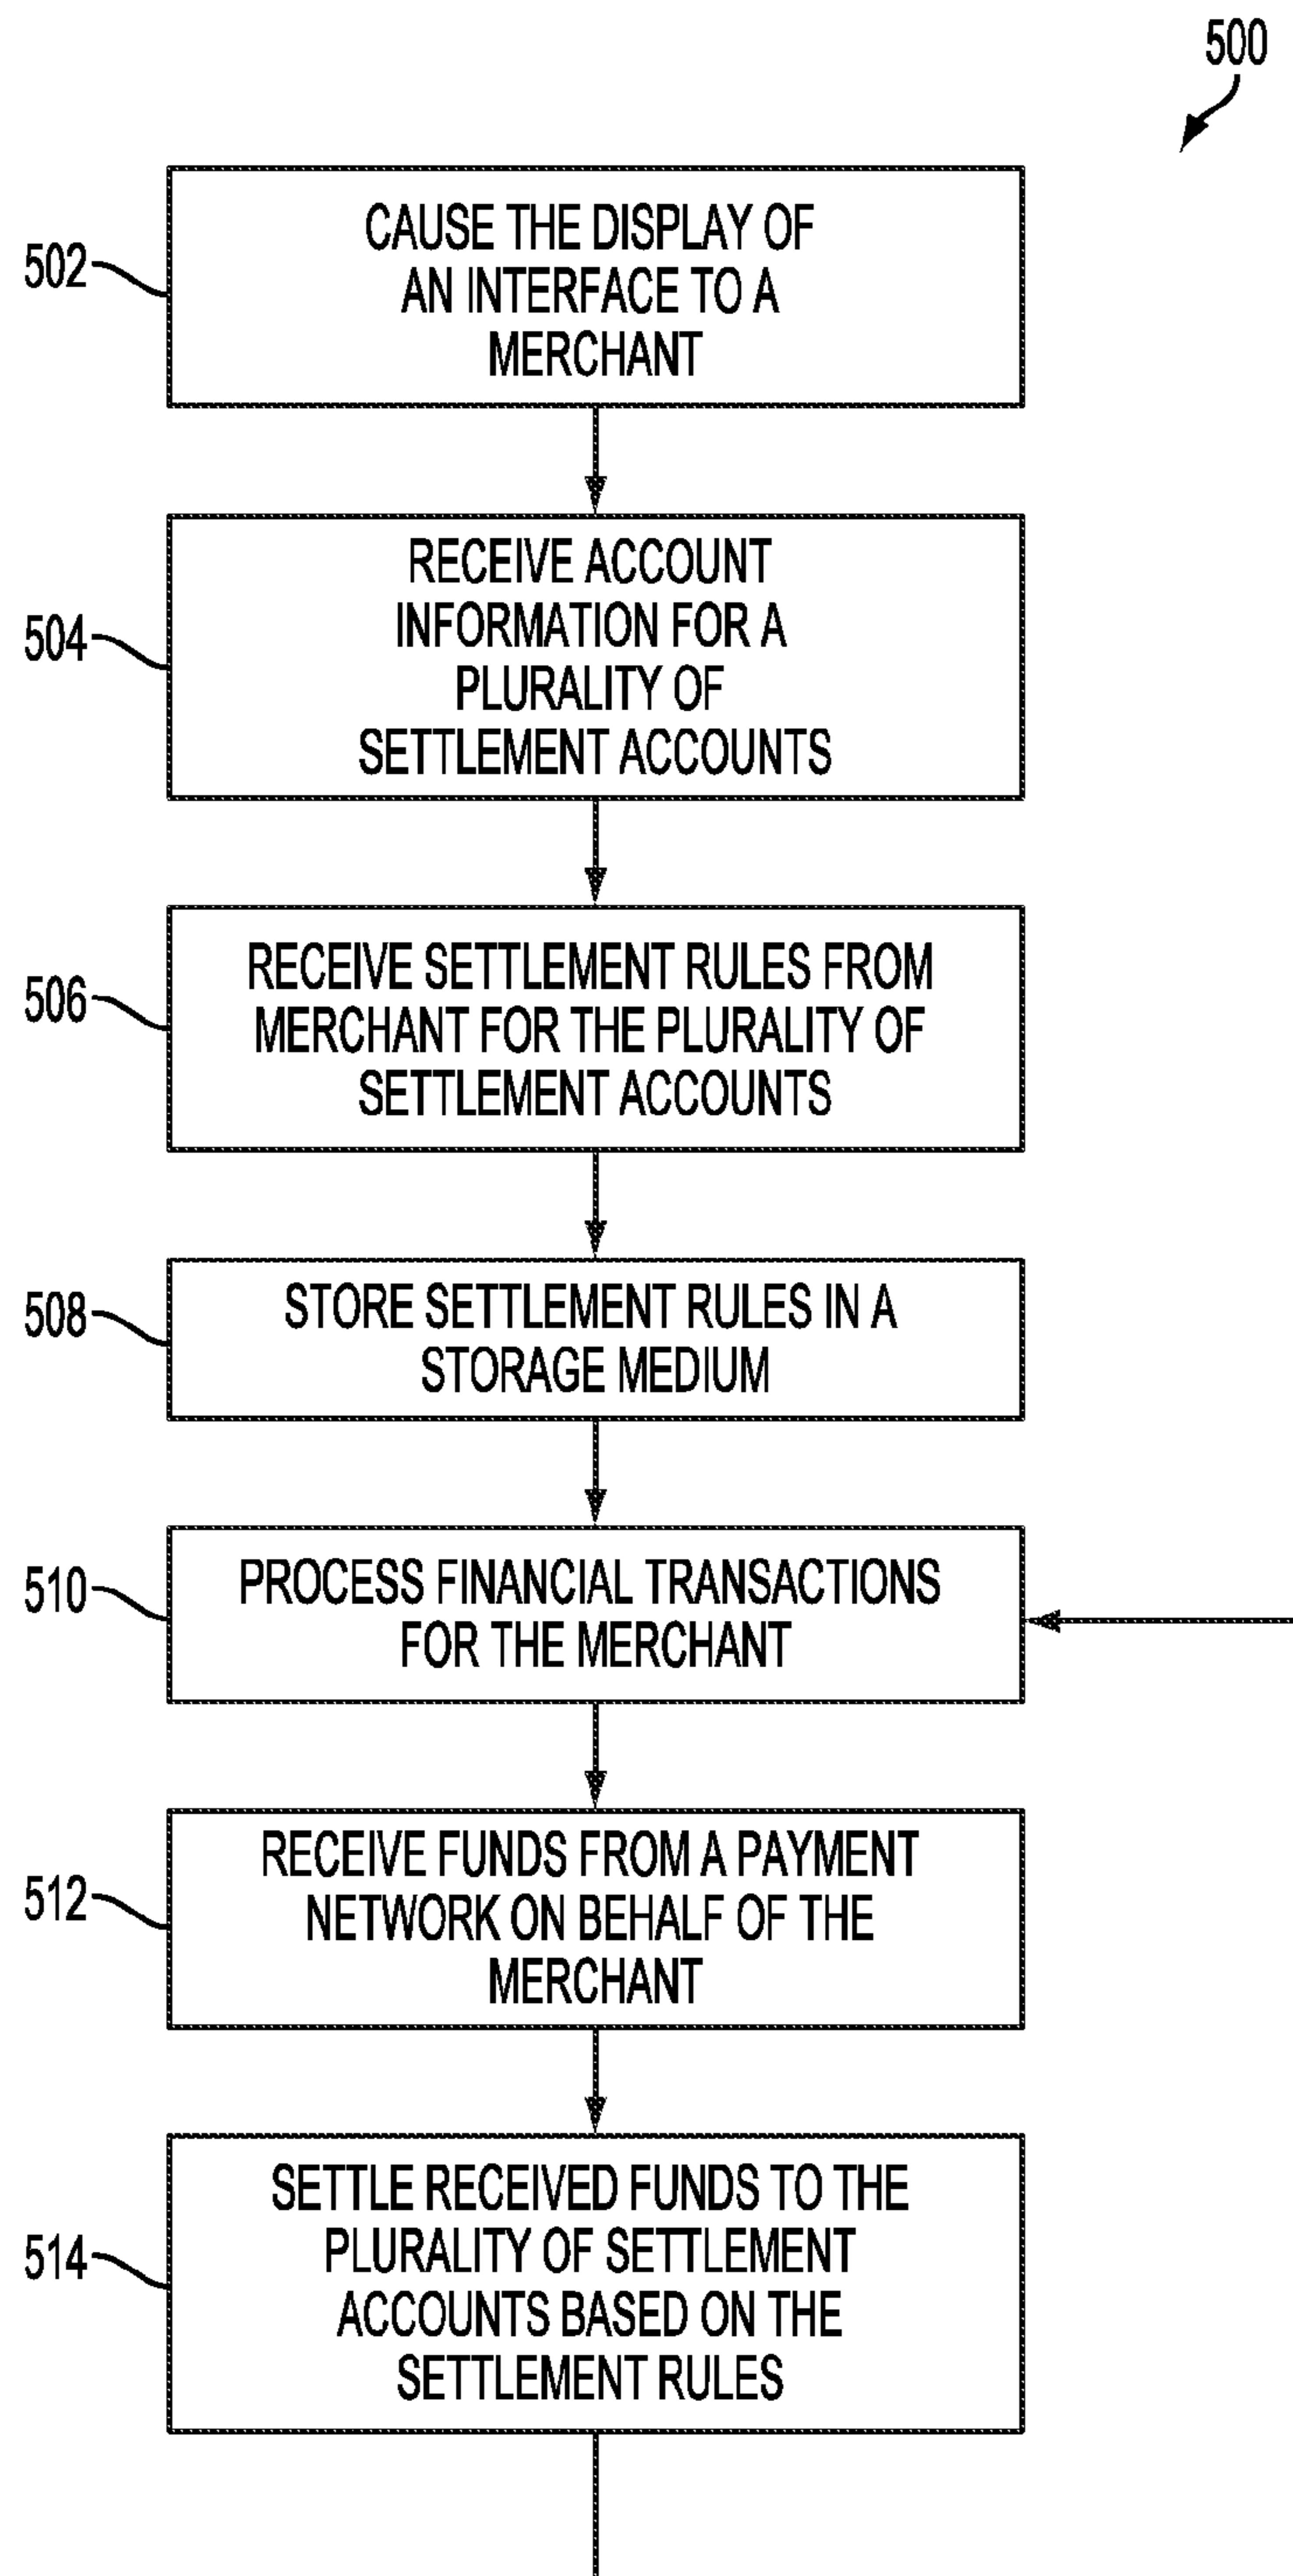 500
502
CAUSE THE DISPLAY OF
AN INTERFACE TO A
MERCHANT
504
RECEIVE ACCOUNT
INFORMATION FOR A
PLURALITY OF
SETTLEMENT ACCOUNTS
506
RECEIVE SETTLEMENT RULES FROM
MERCHANT FOR THE PLURALITY OF
SETTLEMENT ACCOUNTS
508
STORE SETTLEMENT RULES IN A
STORAGE MEDIUM
510
PROCESS FINANCIAL TRANSACTIONS
FOR THE MERCHANT
512
RECEIVE FUNDS FROM A PAYMENT
NETWORK ON BEHALF OF THE
MERCHANT
514
SETTLE RECEIVED FUNDS TO THE
PLURALITY OF SETTLEMENT
ACCOUNTS BASED ON THE
SETTLEMENT RULES